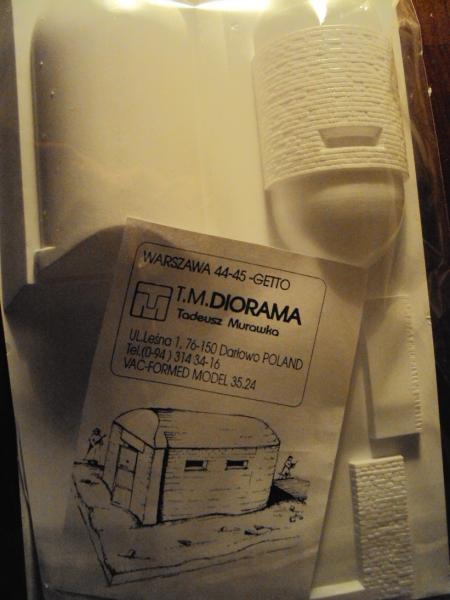 WARSZAWA 44-45 -GETTO
TM
T.M.DIORAMA
Tadeusz Murawka
Ul.Leśna 1, 76-150 Darłowo POLAND
Tel.(0-94 ) 314 34-16
VAC-FORMED MODEL 35.24